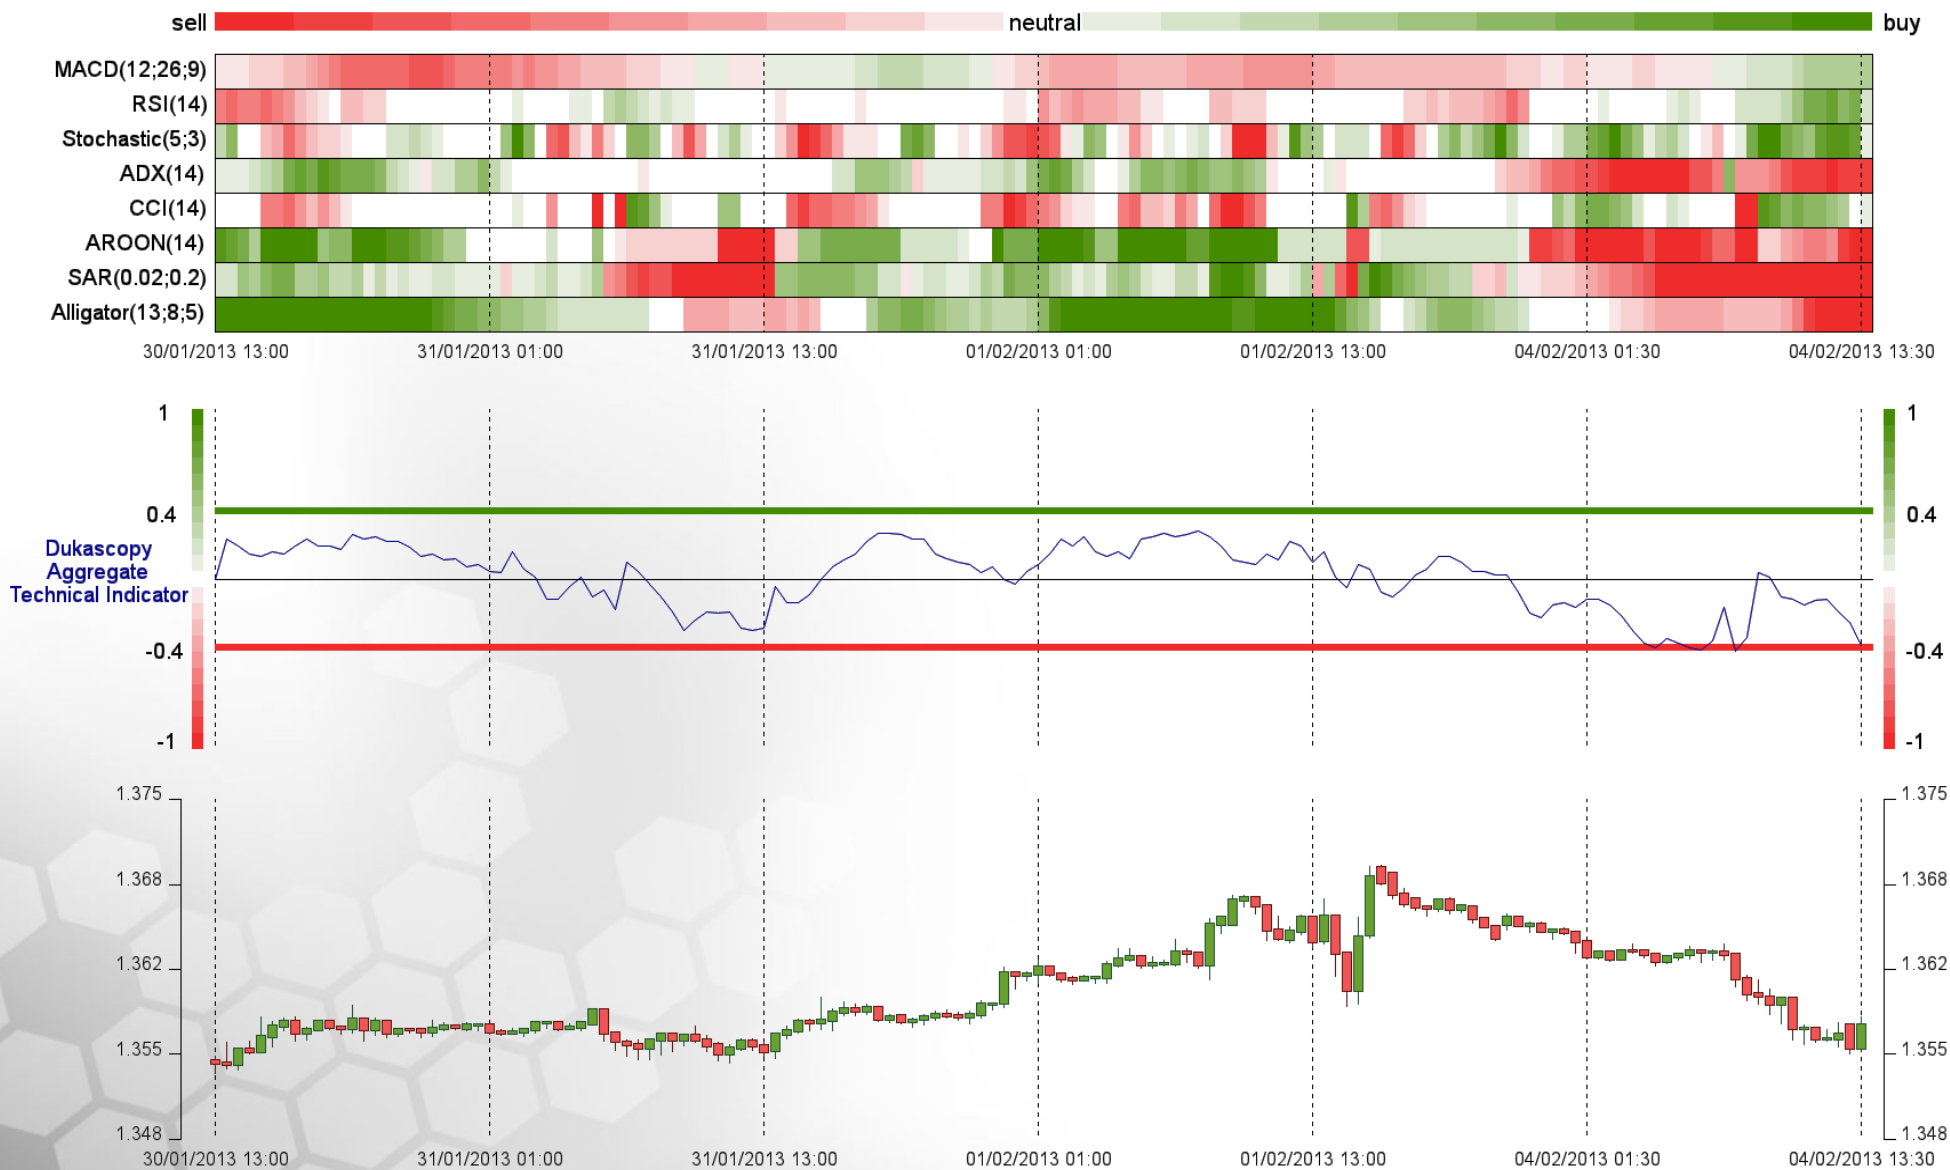 sell neutral buy
MACD(12;26;9)
RSI(14)
Stochastic(5;3)
ADX(14)
CCI(14)
AROON(14)
SAR(0.02;0.2)
Alligator(13;8;5)
30/01/2013 13:00 31/01/2013 01:00 31/01/2013 13:00 01/02/2013 01:00 01/02/2013 13:00 04/02/2013 01:30 04/02/2013 13:30
1 1
0.4 0.4
Dukascopy
Aggregate
Technical Indicator
-0.4 -0.4
-1 -1
1.375 1.375
1.368 1.368
1.362 1.362
1.355 1.355
1.348 1.348
30/01/2013 13:00 31/01/2013 01:00 31/01/2013 13:00 01/02/2013 01:00 01/02/2013 13:00 04/02/2013 01:30 04/02/2013 13:30